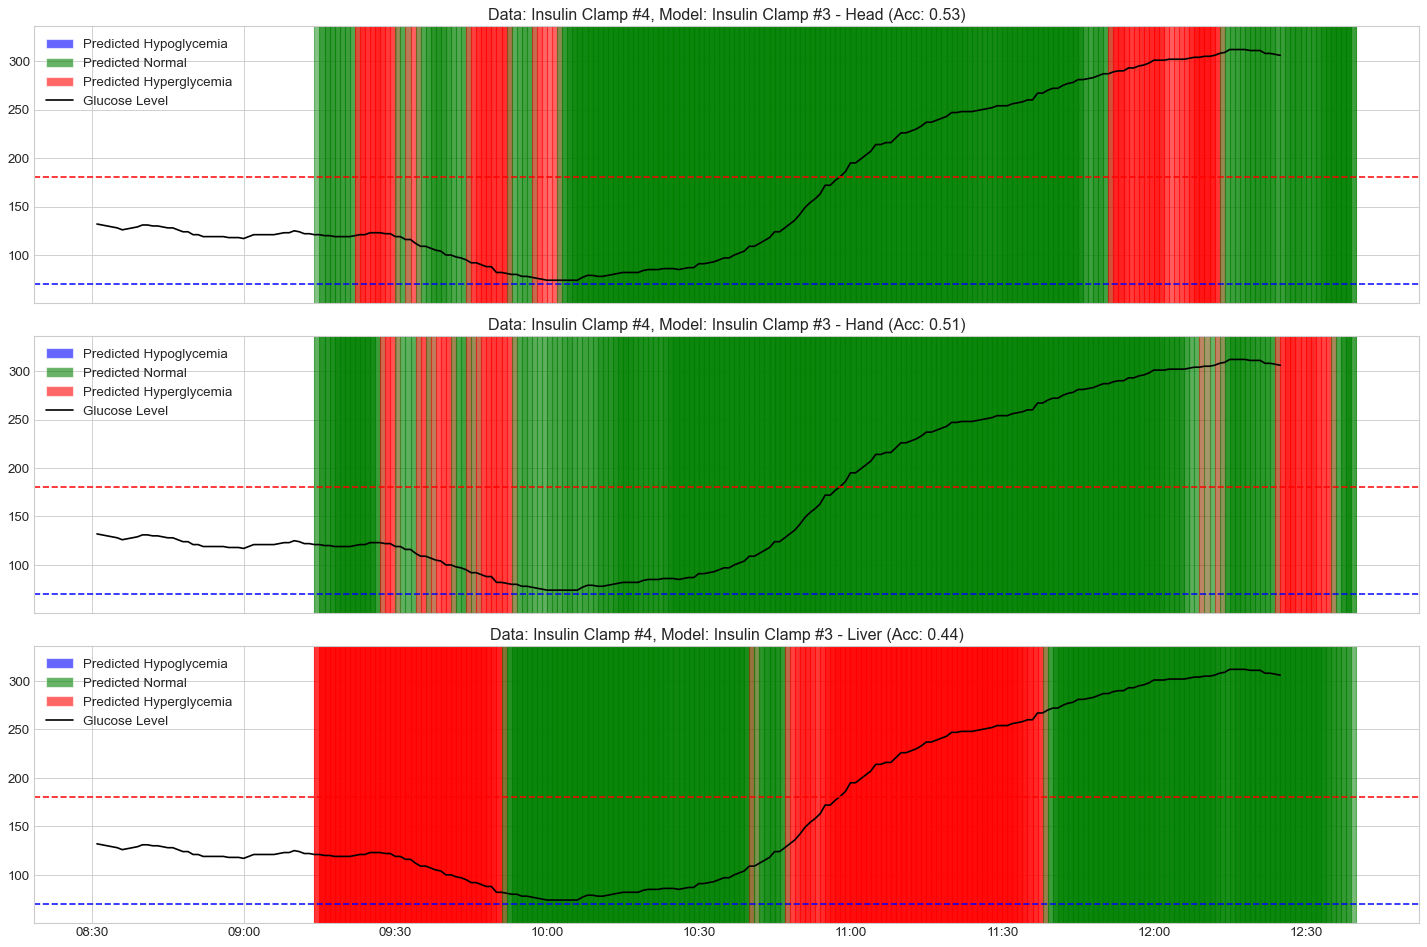 Data: Insulin Clamp #4, Model: Insulin Clamp #3 - Head (Acc: 0.53)
Predicted Hypoglycemia
Predicted Normal
Predicted Hyperglycemia
Glucose Level
300
250
200
150
100
Data: Insulin Clamp #4, Model: Insulin Clamp #3 - Hand (Acc: 0.51)
Predicted Hypoglycemia
Predicted Normal
Predicted Hyperglycemia
Glucose Level
300
250
200
150
100
Data: Insulin Clamp #4, Model: Insulin Clamp #3 - Liver (Acc: 0.44)
Predicted Hypoglycemia
Predicted Normal
Predicted Hyperglycemia
Glucose Level
300
250
200
150
100
08:30 09:00 09:30 10:00 10:30 11:00 11:30 12:00 12:30